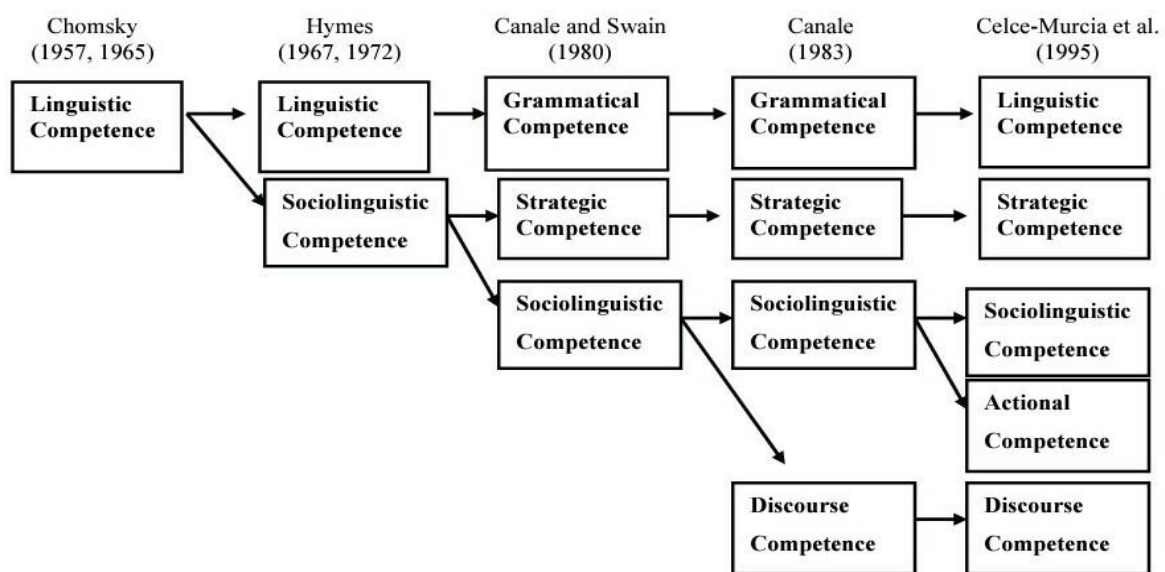 Chomsky
(1957, 1965)
Hymes
(1967, 1972)
Canale and Swain
(1980)
Canale
(1983)
Celce-Murcia et al.
(1995)
Linguistic
Competence
Linguistic
Competence
Grammatical
Competence
Grammatical
Competence
Linguistic
Competence
Sociolinguistic
Competence
Strategic
Competence
Strategic
Competence
Strategic
Competence
Sociolinguistic
Competence
Sociolinguistic
Competence
Sociolinguistic
Competence
Actional
Competence
Discourse
Competence
Discourse
Competence